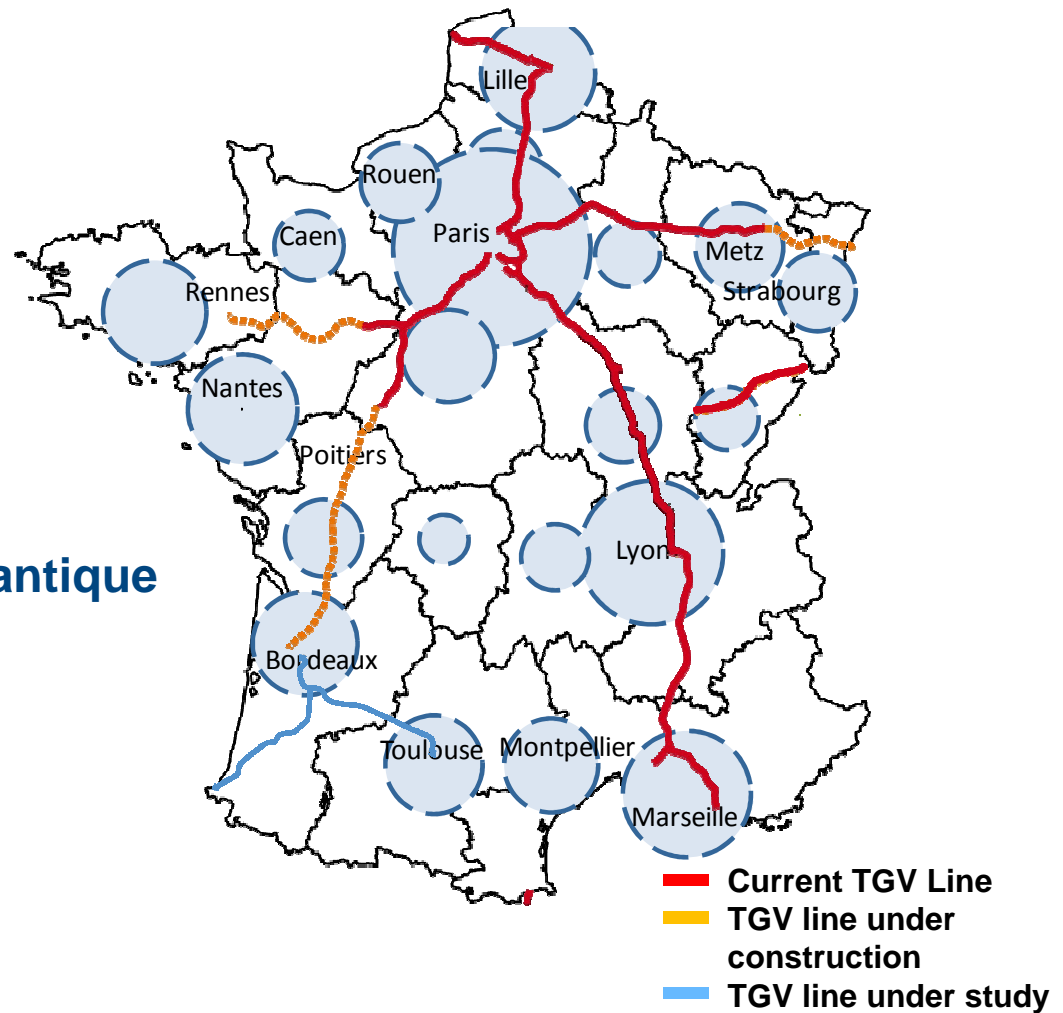 Lille
Rouen
Caen
Paris
Metz
Rennes
Strabourg
Nantes
Poitiers
antique
Lyon
Bordeaux
Toulouse
Montpellier
Marseille
Current TGV Line
TGV line under
construction
TGV line under study